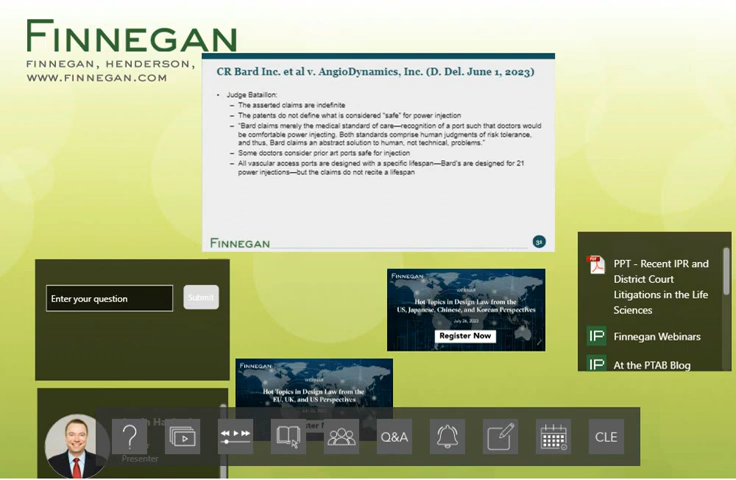 FINNEGAN
FINNEGAN, HENDERSON,
WWW.FINNEGAN.COM
CR Bard Inc. et al v. AngioDynamics, Inc. (D. Del. June 1, 2023)
• Judge Bataillon:
– The asserted claims are indefinite
– The patents do not define what is considered "safe" for power injection
– "Bard claims merely the medical standard of care—recognition of a port such that doctors would
be comfortable power injecting. Both standards comprise human judgments of risk tolerance,
and thus, Bard claims an abstract solution to human, not technical, problems."
– Some doctors consider prior art ports safe for injection
– All vascular access ports are designed with a specific lifespan—Bard's are designed for 21
power injections—but the claims do not recite a lifespan
FINNEGAN
31
Enter your question
Submit
FINNEGAN
WEBINAR
Hot Topics in Design Law from the
US, Japanese, Chinese, and Korean Perspectives
July 26, 2023
Register Now
PDF
PPT - Recent IPR and
District Court
Litigations in the Life
Sciences
IP
Finnegan Webinars
IP
At the PTAB Blog
FINNEGAN
WEBINAR
Hot Topics in Design Law from the
EU, UK, and US Perspectives
Presenter
?
Q&A
CLE